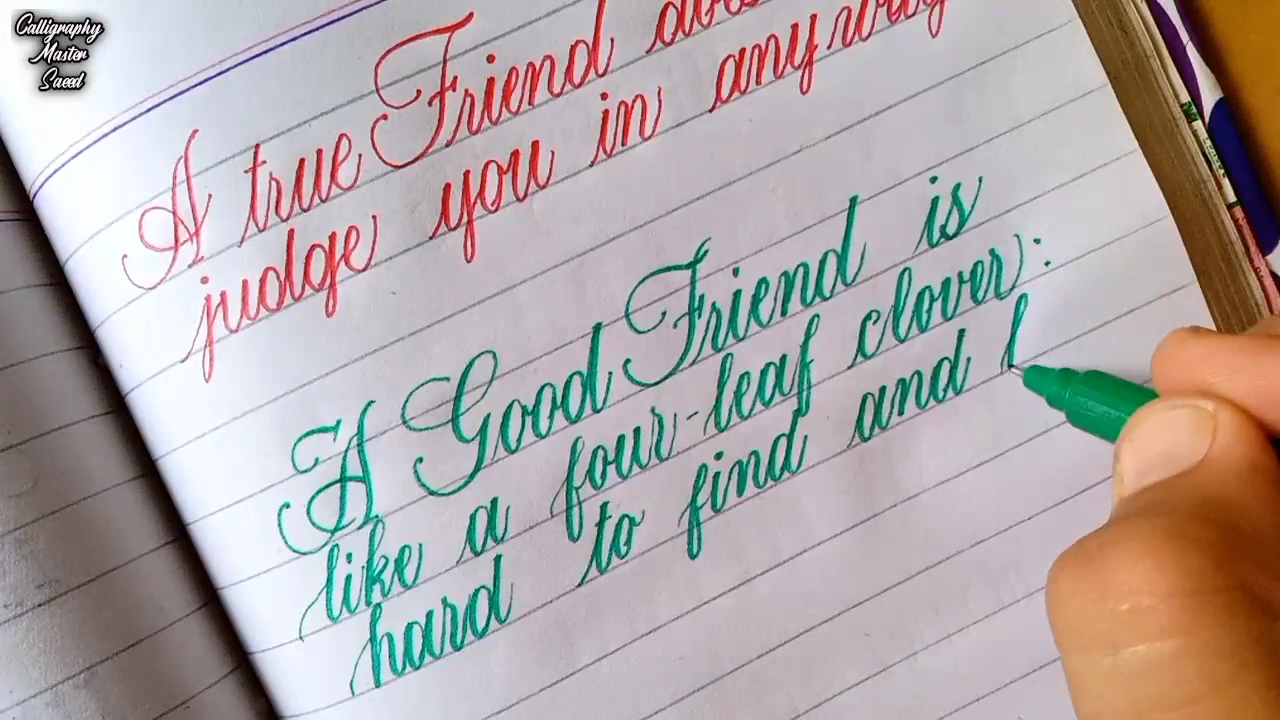 Calligraphy
Master
Saeed
A true Friend
judge you in any way
A Good Friend is
like a four-leaf clover:
hard to find and l